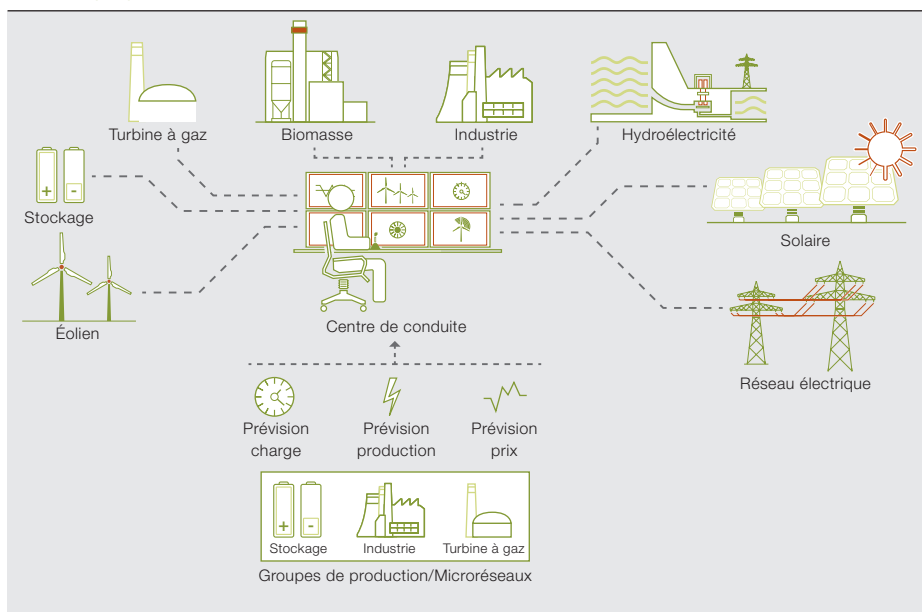 Turbine à gaz
Biomasse
Industrie
Hydroélectricité
Stockage
Solaire
Éolien
Centre de conduite
Réseau électrique
Prévision
charge
Prévision
production
Prévision
prix
Stockage
Industrie
Turbine à gaz
Groupes de production/Microréseaux